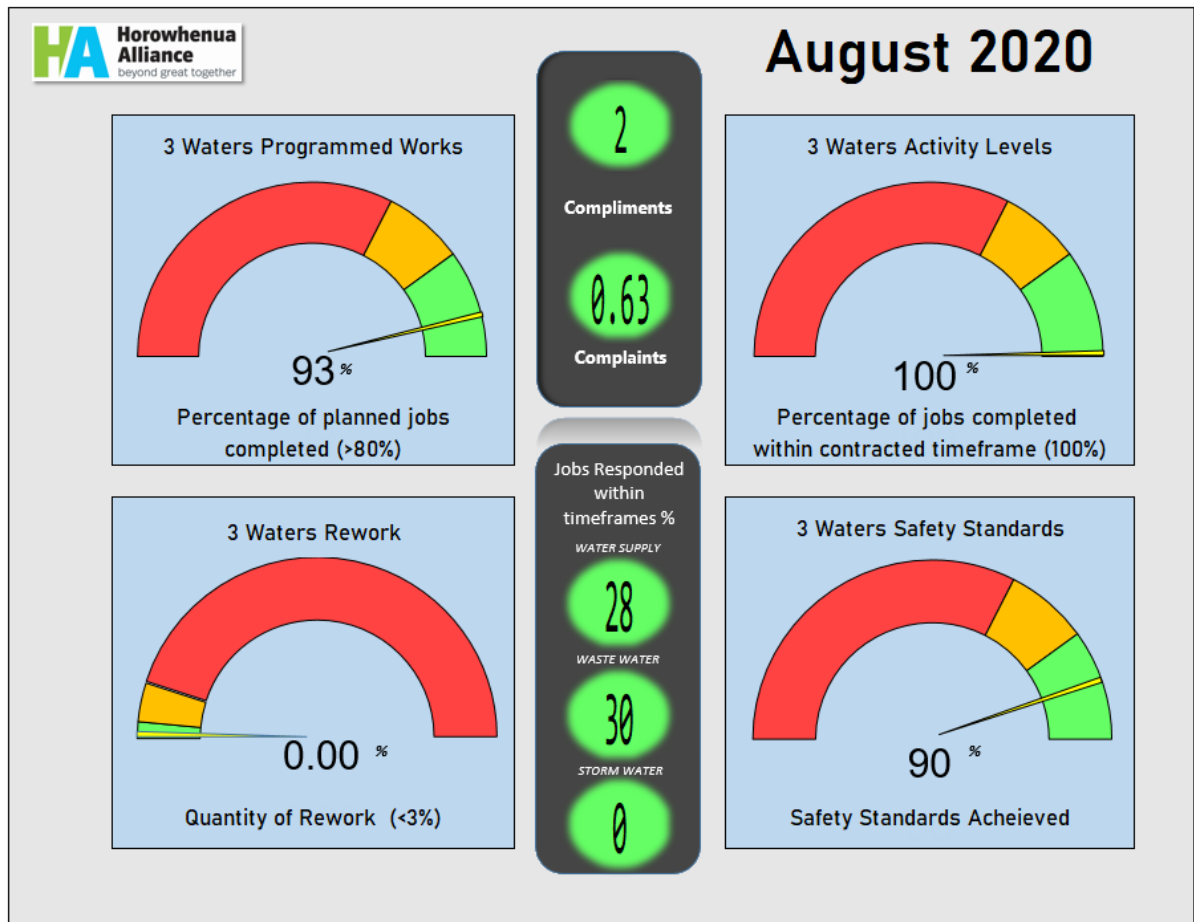 HA Horowhenua
Alliance
beyond great together
August 2020
3 Waters Programmed Works
93 %
Percentage of planned jobs
completed (>80%)
2
Compliments
0.63
Complaints
3 Waters Activity Levels
100 %
Percentage of jobs completed
within contracted timeframe (100%)
3 Waters Rework
0.00 %
Quantity of Rework (<3%)
Jobs Responded
within
timeframes %
WATER SUPPLY
28
WASTE WATER
30
STORM WATER
0
3 Waters Safety Standards
90 %
Safety Standards Acheieved